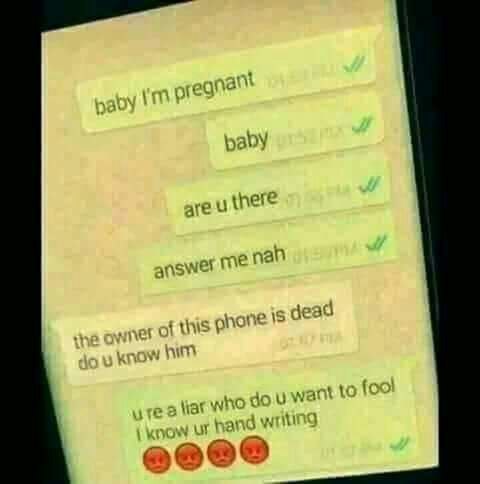 baby I'm pregnant
baby
are u there
answer me nah
the owner of this phone is dead
do u know him
u re a liar who do u want to fool
I know ur hand writing
😡😡😡😡